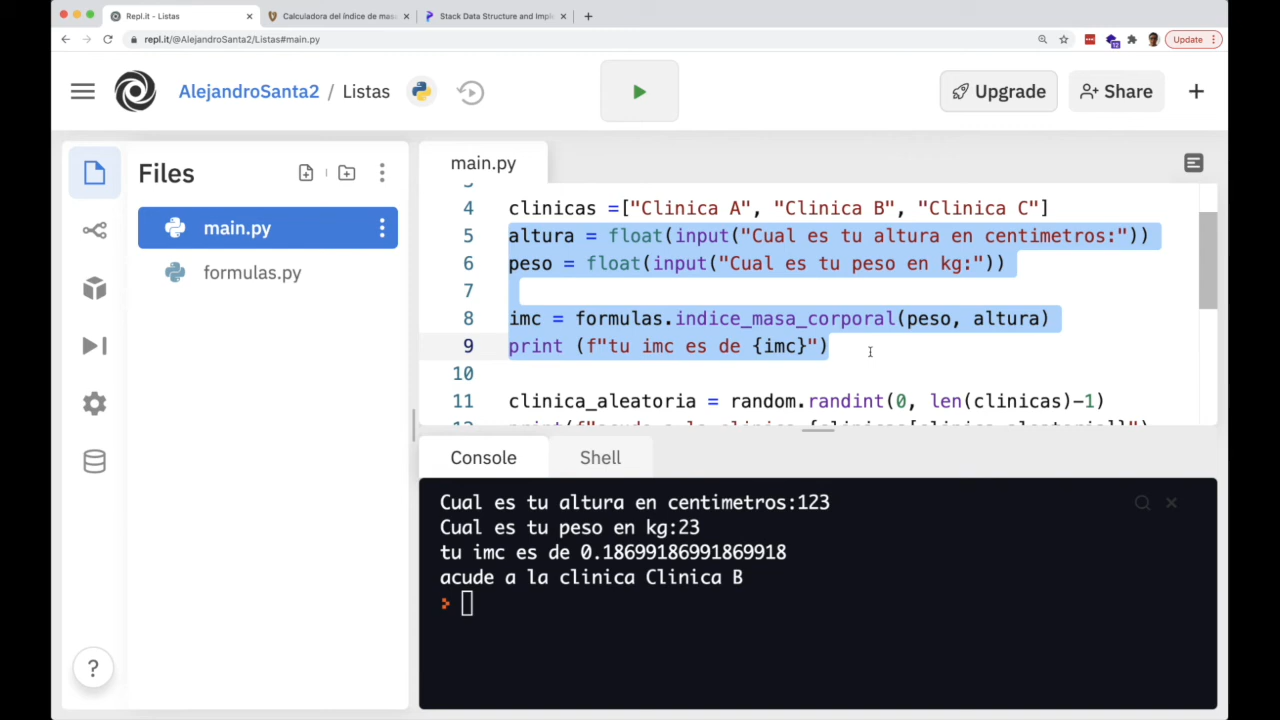 Repl.it - Listas
Calculadora del índice de mas
Stack Data Structure and Imple
repl.it/@AlejandroSanta2/Listas#main.py
12
Update
AlejandroSanta2 / Listas
Upgrade
Share
Files
main.py
main.py
formulas.py
4 clinicas =["Clinica A", "Clinica B", "Clinica C"]
5 altura = float(input("Cual es tu altura en centimetros:"))
6 peso = float(input("Cual es tu peso en kg:"))
7
8 imc = formulas.indice_masa_corporal(peso, altura)
9 print (f"tu imc es de {imc}")
10
11 clinica_aleatoria = random.randint(0, len(clinicas)-1)
Console
Shell
Cual es tu altura en centimetros:123
Cual es tu peso en kg:23
tu imc es de 0.18699186991869918
acude a la clinica Clinica B
?